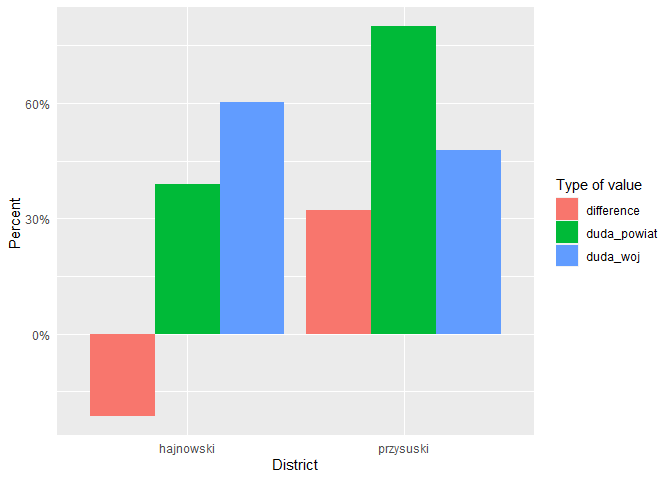 60%
30%
0%
Percent
hajnowski
przysuski
District
Type of value
difference
duda_powiat
duda_woj